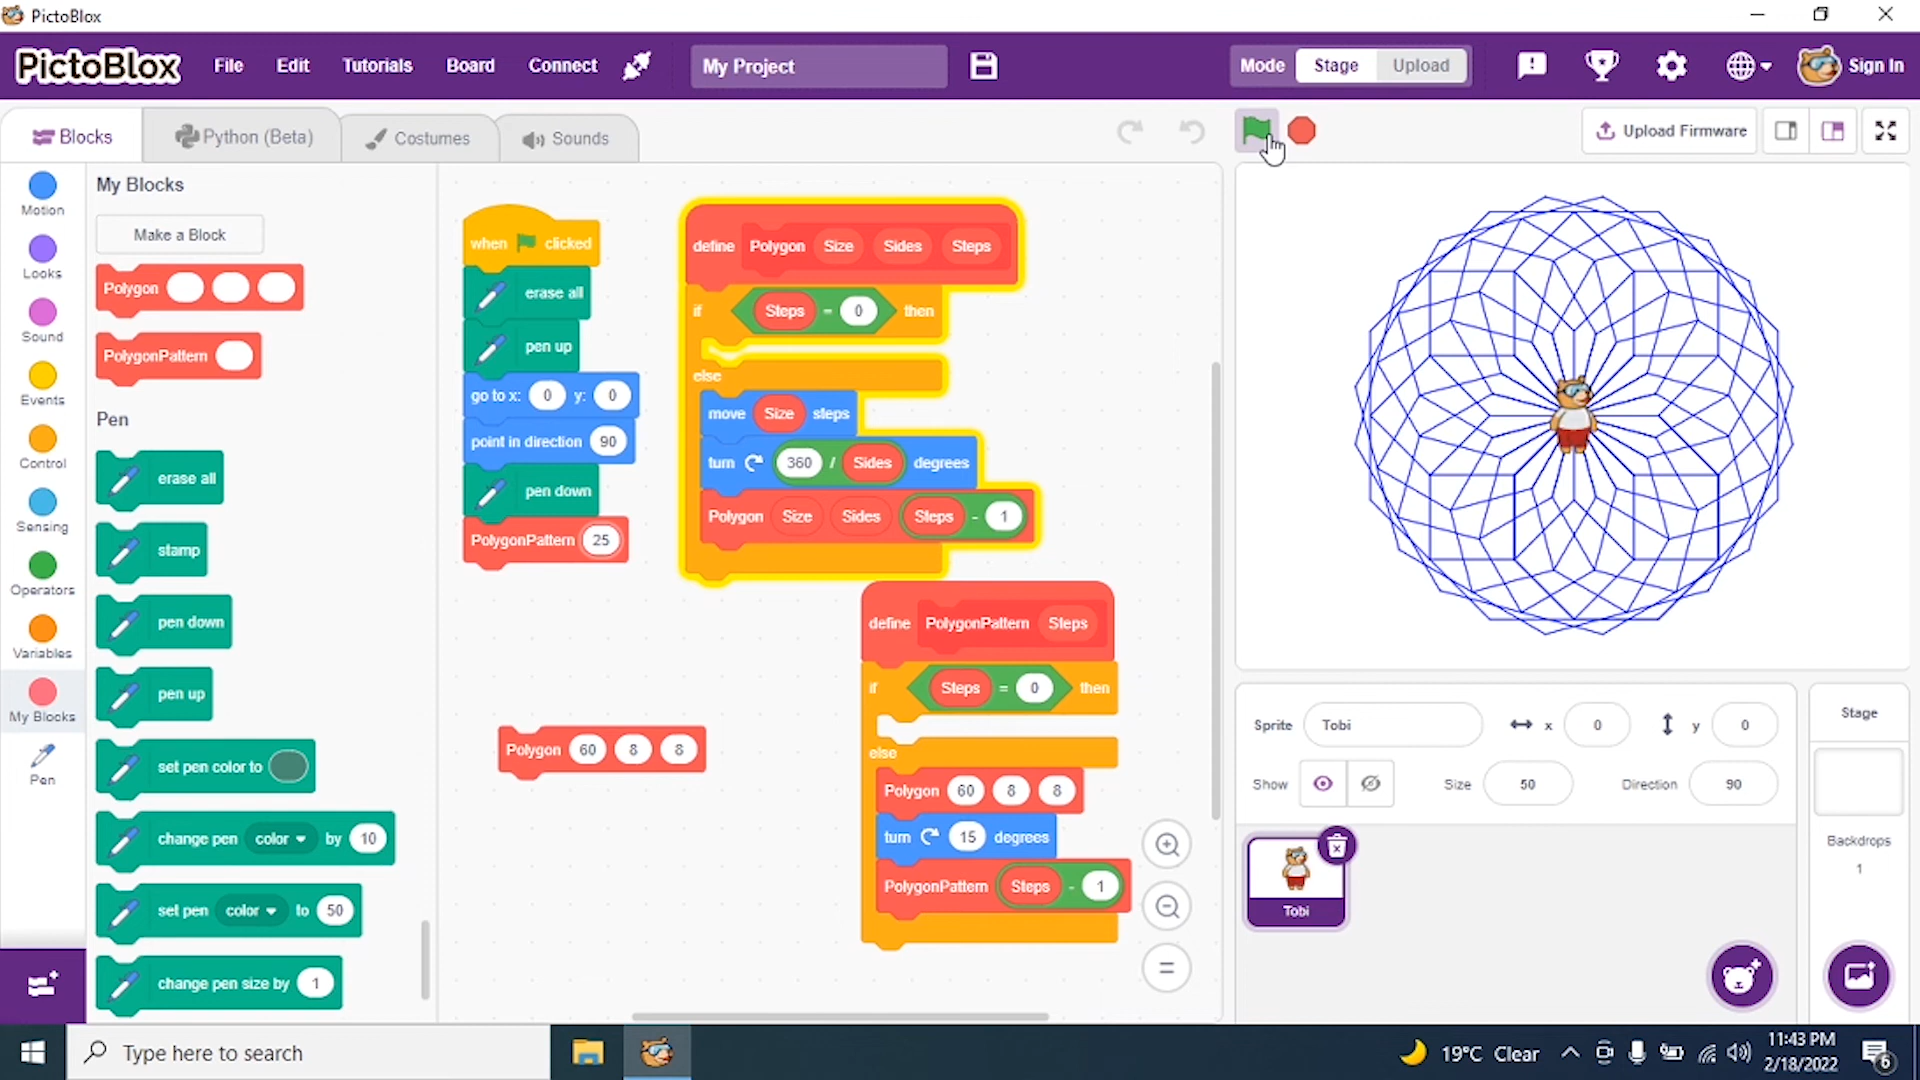 PictoBlox
PictoBlox File Edit Tutorials Board Connect My Project Mode Stage Upload Sign In
Blocks Python (Beta) Costumes Sounds Upload Firmware
Motion
Looks
Sound
Events
Control
Sensing
Operators
Variables
My Blocks
Pen
My Blocks
Make a Block
Polygon
PolygonPattern
Pen
erase all
stamp
pen down
pen up
set pen color to
change pen color by 10
set pen color to 50
change pen size by 1
when clicked
erase all
pen up
go to x: 0 y: 0
point in direction 90
pen down
PolygonPattern 25
define Polygon Size Sides Steps
if Steps = 0 then
else
move Size steps
turn 360 / Sides degrees
Polygon Size Sides Steps - 1
Polygon 60 8 8
define PolygonPattern Steps
if Steps = 0 then
else
Polygon 60 8 8
turn 15 degrees
PolygonPattern Steps - 1
Sprite Tobi x 0 y 0
Show Size 50 Direction 90
Tobi
Stage
Backdrops
1
Type here to search
19°C Clear
11:43 PM
2/18/2022
6